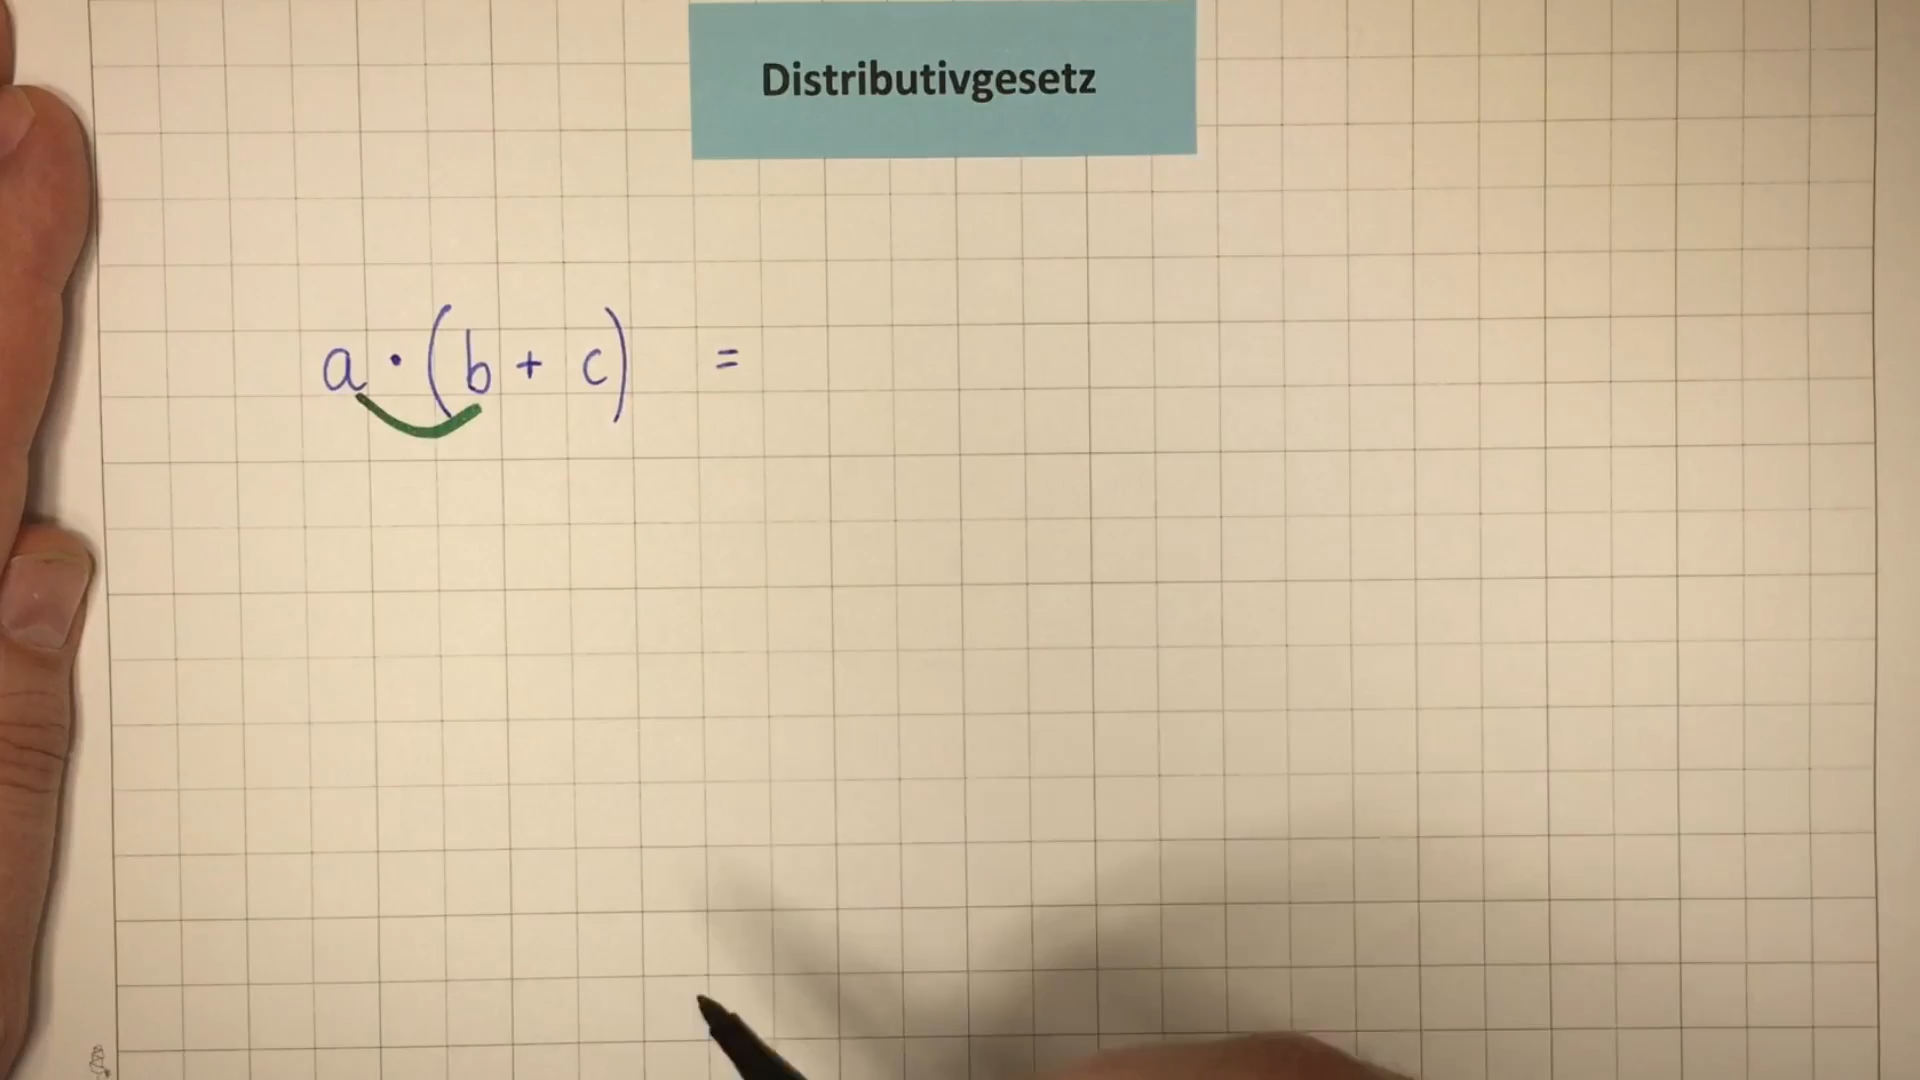 Distributivgesetz
a · (b + c) =